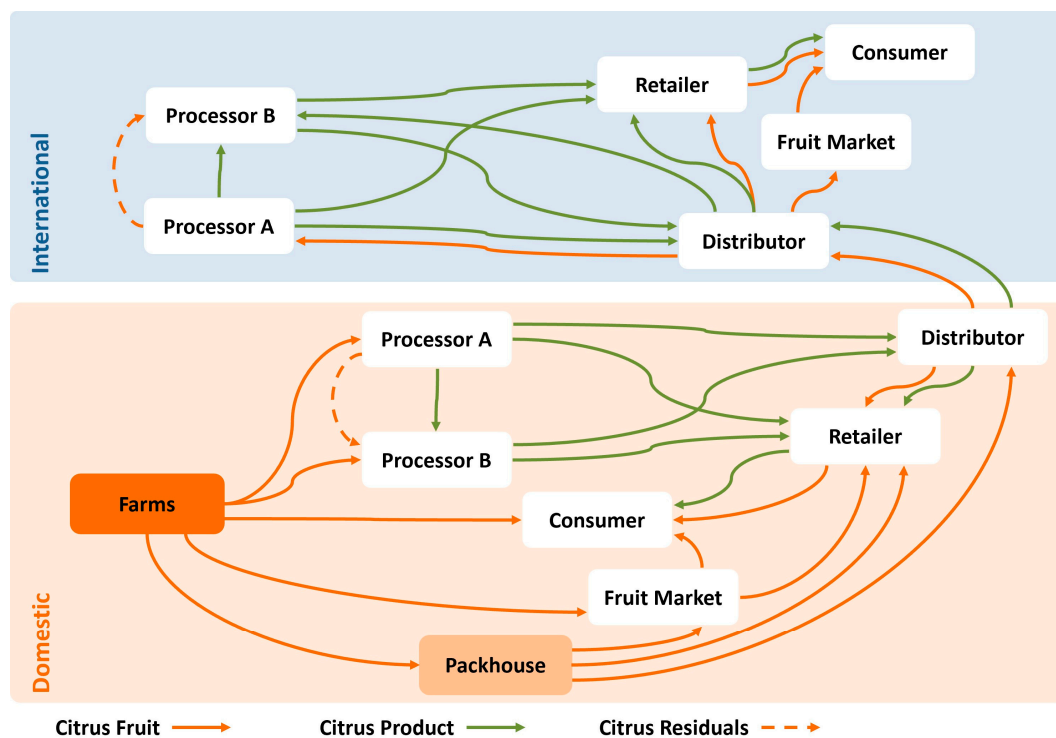 Consumer
Retailer
Processor B
Fruit Market
Processor A
Distributor
International
Distributor
Processor A
Retailer
Processor B
Farms
Consumer
Fruit Market
Packhouse
Domestic
Citrus Fruit
Citrus Product
Citrus Residuals